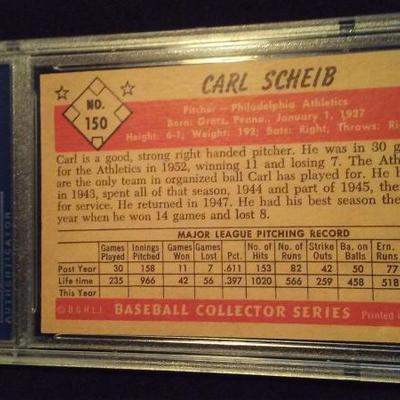 NO.
150
CARL SCHEIB
Pitcher—Philadelphia Athletics
Born: Gratz, Penna., January 1, 1927
Height: 6-1; Weight: 192; Bats: Right; Throws: Ri
Carl is a good, strong right handed pitcher. He was in 30 g
for the Athletics in 1952, winning 11 and losing 7. The Ath
are the only team in organized ball Carl has played for. He b
in 1943, spent all of that season, 1944 and part of 1945, then
for service. He returned in 1947. He had his best season the
year when he won 14 games and lost 8.
MAJOR LEAGUE PITCHING RECORD
Games Played Innings Pitched Games Won Games Lost Pct. No. of Hits No. of Runs Strike Outs Ba. on Balls Ern. Runs
Past Year 30 158 11 7 .611 153 82 42 50 77
Life time 235 966 42 56 .397 1020 566 259 458 518
This Year
©B.G.H.L.I. BASEBALL COLLECTOR SERIES Printed i
AUTHENTICATOR